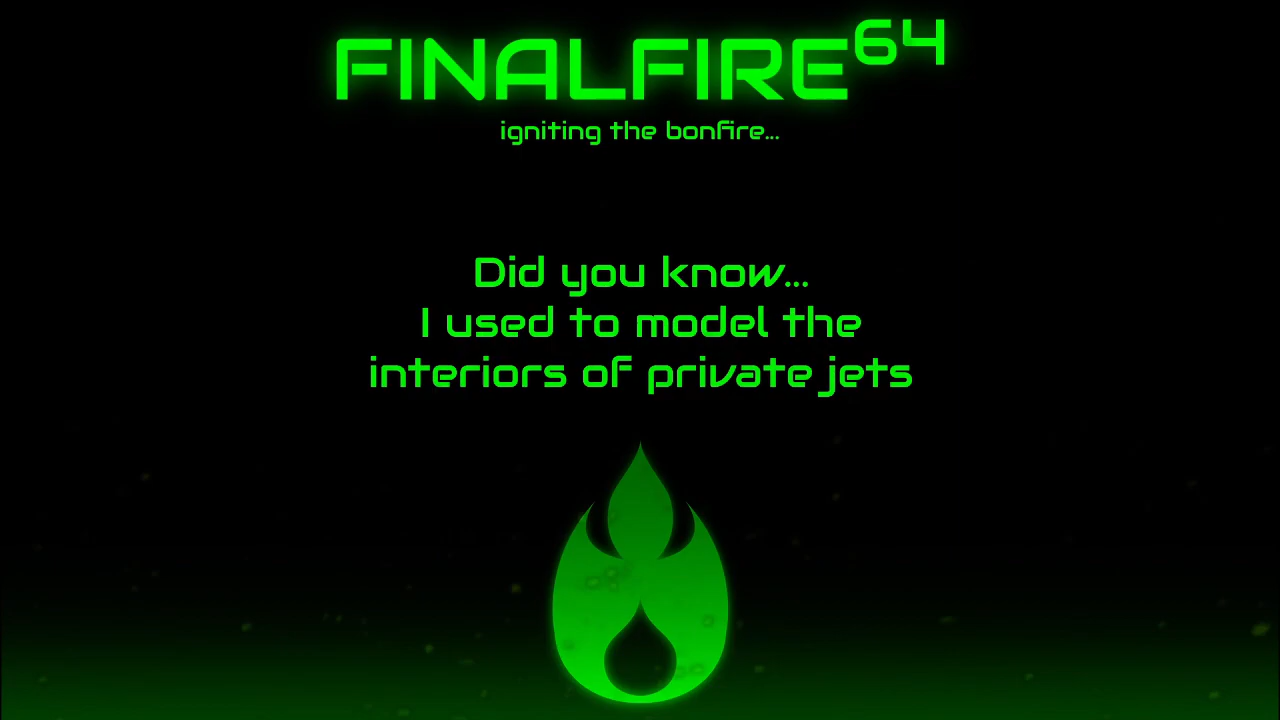 FINALFIRE64
igniting the bonfire...
Did you know...
I used to model the
interiors of private jets